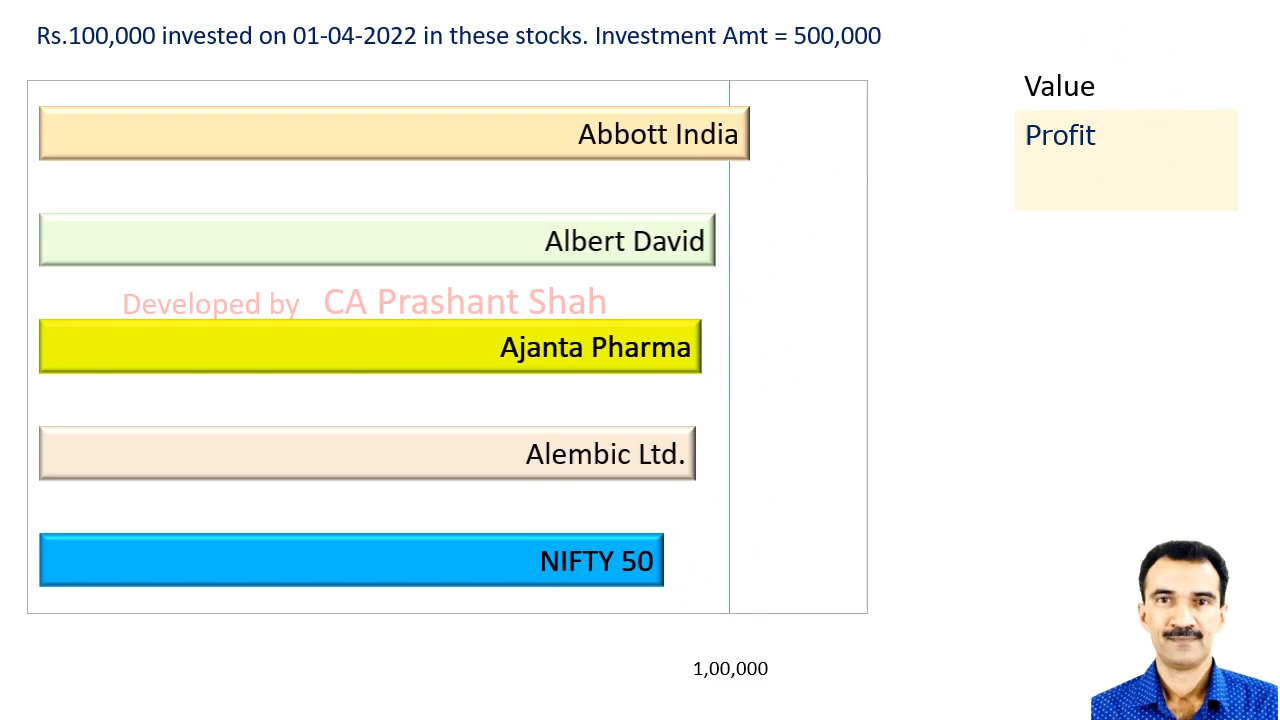 Rs.100,000 invested on 01-04-2022 in these stocks. Investment Amt = 500,000
Value
Profit
Abbott India
Albert David
Developed by CA Prashant Shah
Ajanta Pharma
Alembic Ltd.
NIFTY 50
1,00,000